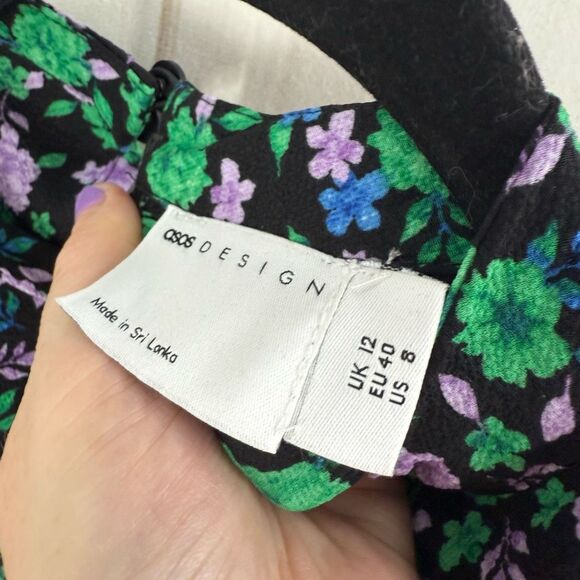 asos DESIGN
Made in Sri Lanka
UK 12
EU 40
US 8